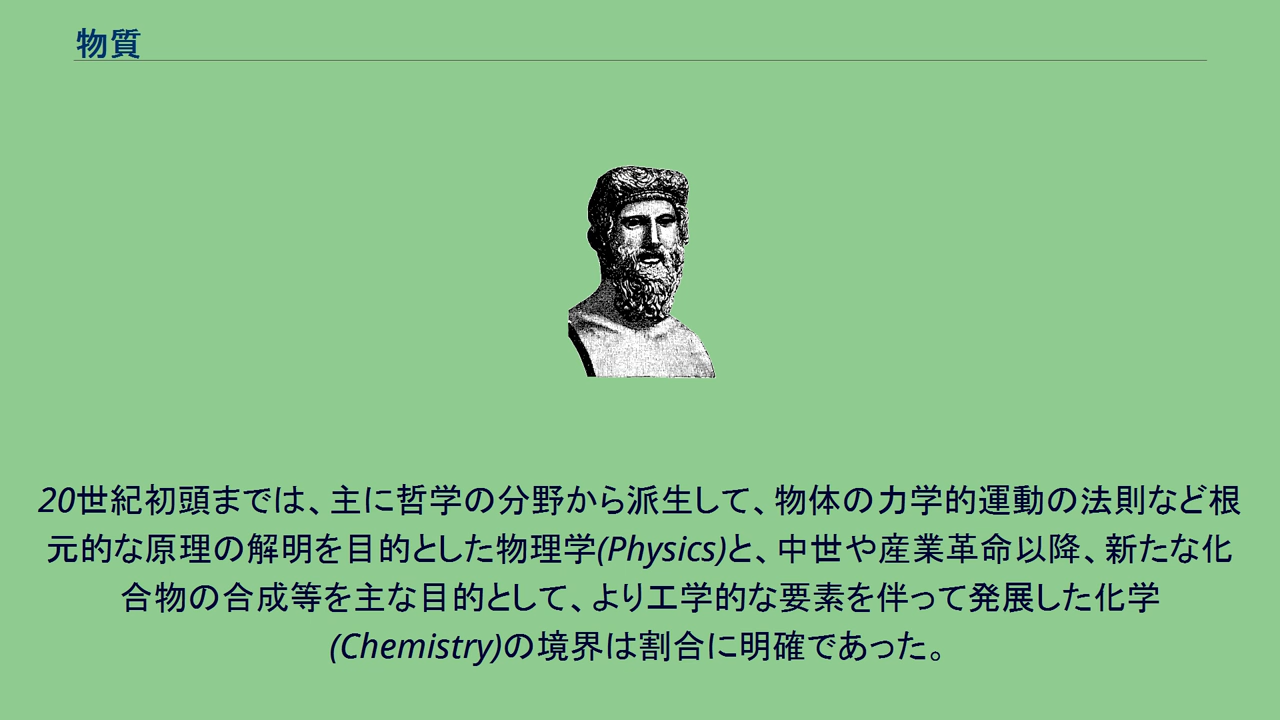 物質
20世紀初頭までは、主に哲学の分野から派生して、物体の力学的運動の法則など根
元的な原理の解明を目的とした物理学(Physics)と、中世や産業革命以降、新たな化
合物の合成等を主な目的として、より工学的な要素を伴って発展した化学
(Chemistry)の境界は割合に明確であった。